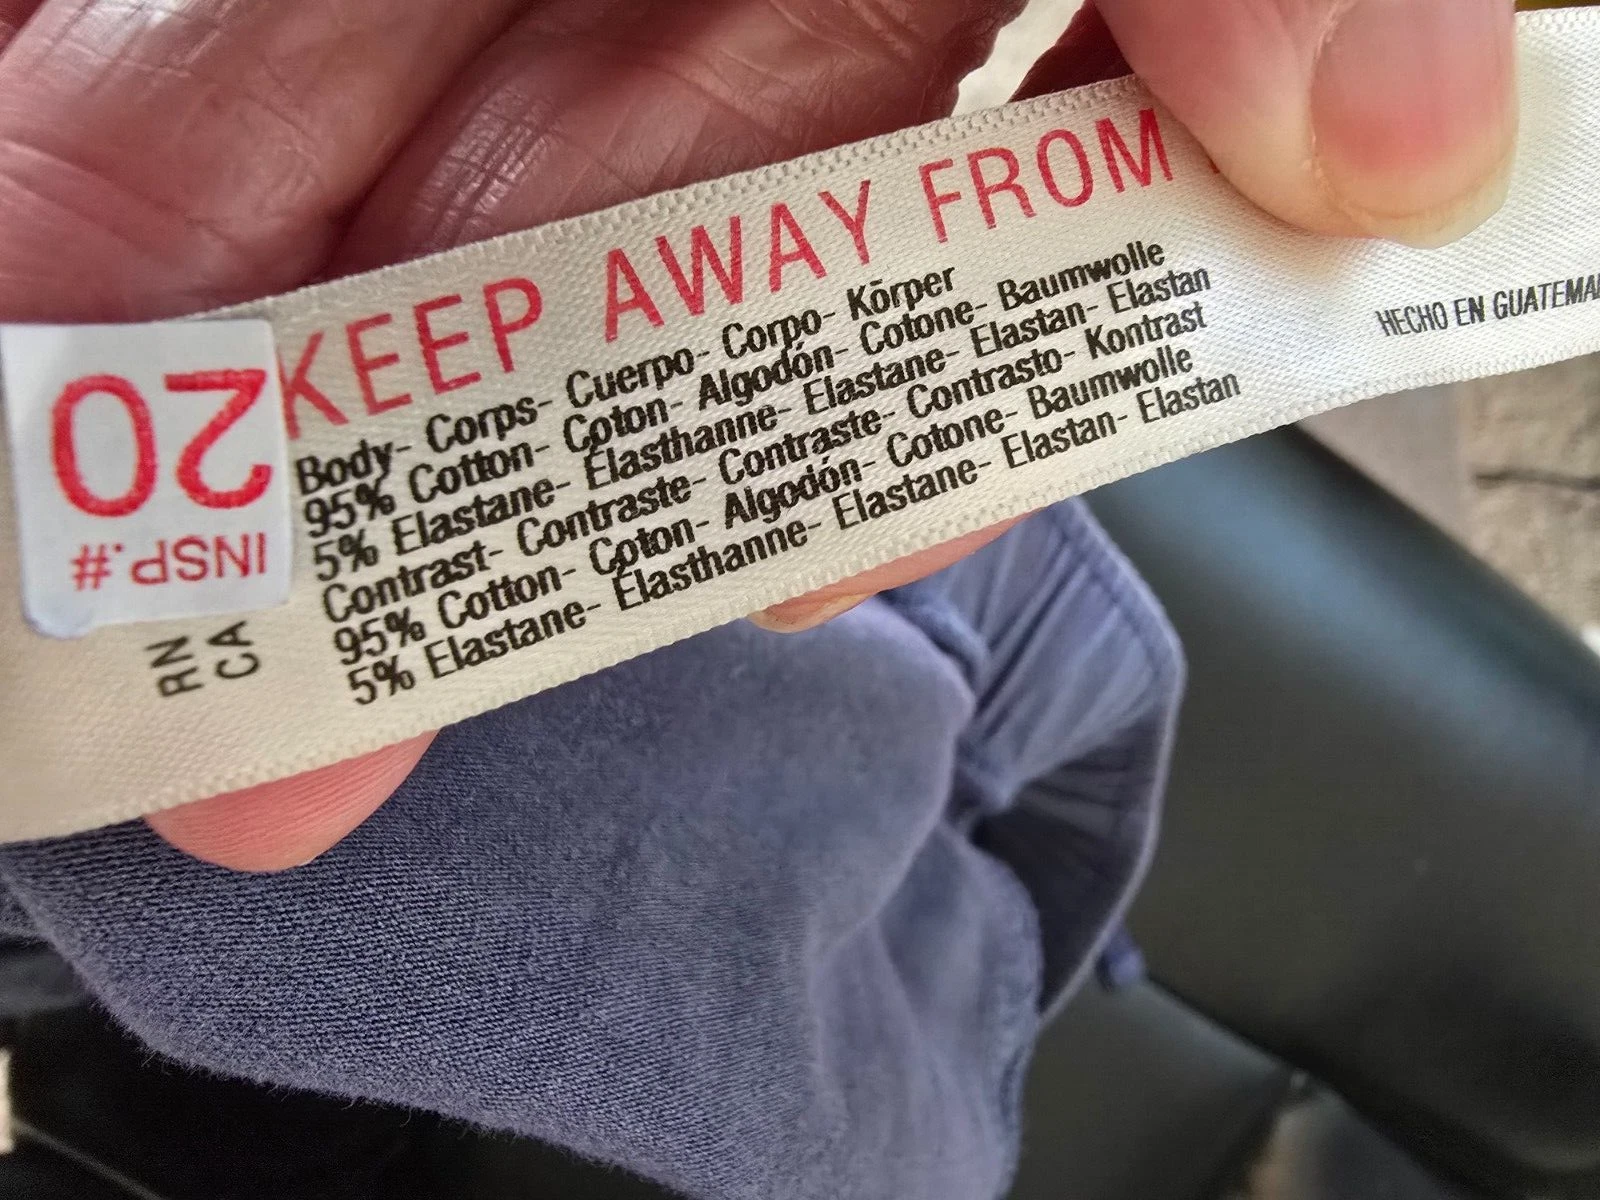 KEEP AWAY FROM
Body- Corps- Cuerpo- Corpo- Körper
95% Cotton- Coton- Algodón- Cotone- Baumwolle
5% Elastane- Élasthanne- Elastane- Elastan- Elastan
Contrast- Contraste- Contraste- Contrasto- Kontrast
95% Cotton- Coton- Algodón- Cotone- Baumwolle
5% Elastane- Élasthanne- Elastane- Elastan- Elastan
HECHO EN
INSP.#
20
RN
CA